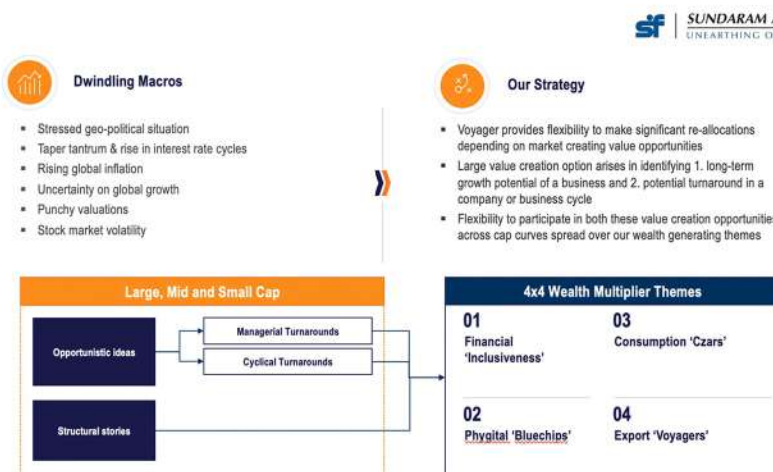 sf
SUNDARAM
UNEARTHING O
Dwindling Macros
Stressed geo-political situation
Taper tantrum & rise in interest rate cycles
Rising global inflation
Uncertainty on global growth
Punchy valuations
Stock market volatility
Our Strategy
Voyager provides flexibility to make significant re-allocations
depending on market creating value opportunities
Large value creation option arises in identifying 1. long-term
growth potential of a business and 2. potential turnaround in a
company or business cycle
Flexibility to participate in both these value creation opportunities
across cap curves spread over our wealth generating themes
Large, Mid and Small Cap
Opportunistic ideas
Managerial Turnarounds
Cyclical Turnarounds
Structural stories
4x4 Wealth Multiplier Themes
01
Financial
‘Inclusiveness’
03
Consumption ‘Czars’
02
Phygital ‘Bluechips’
04
Export ‘Voyagers’